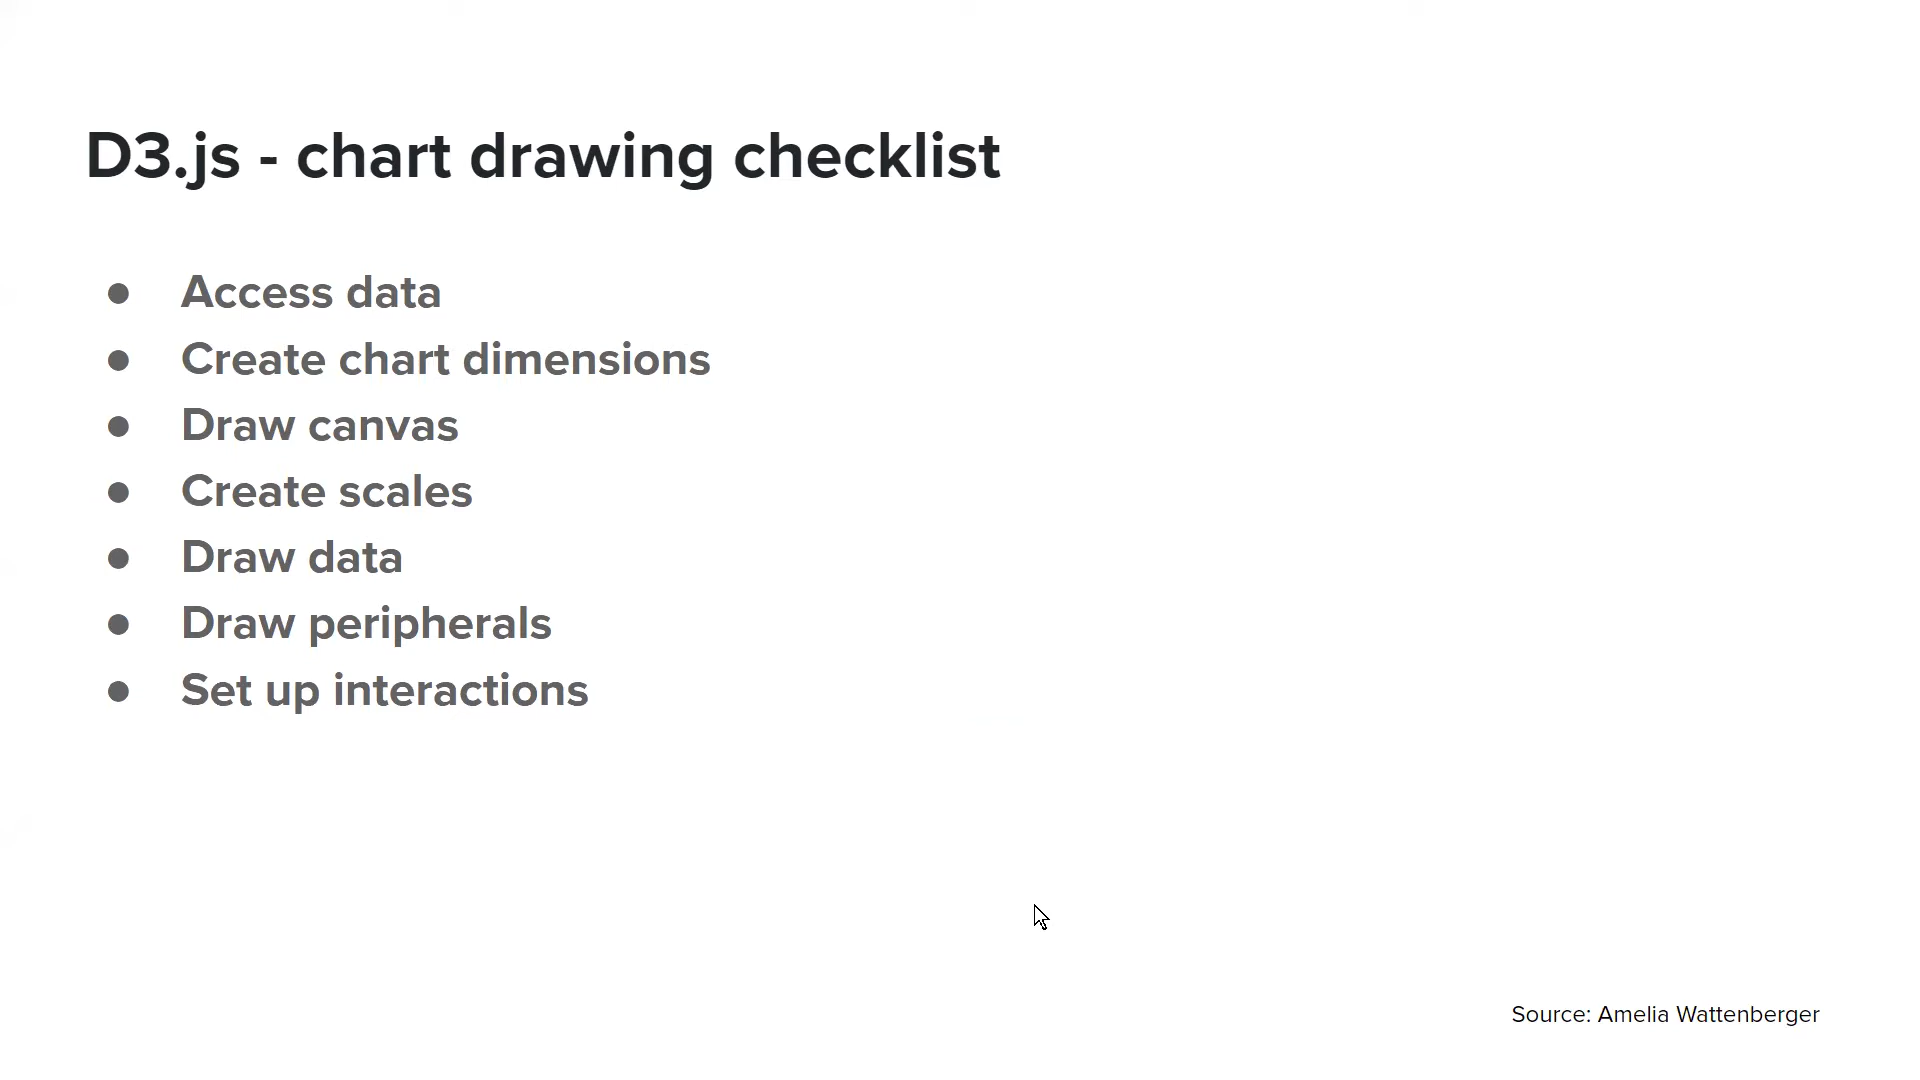 D3.js - chart drawing checklist
● Access data
● Create chart dimensions
● Draw canvas
● Create scales
● Draw data
● Draw peripherals
● Set up interactions
Source: Amelia Wattenberger